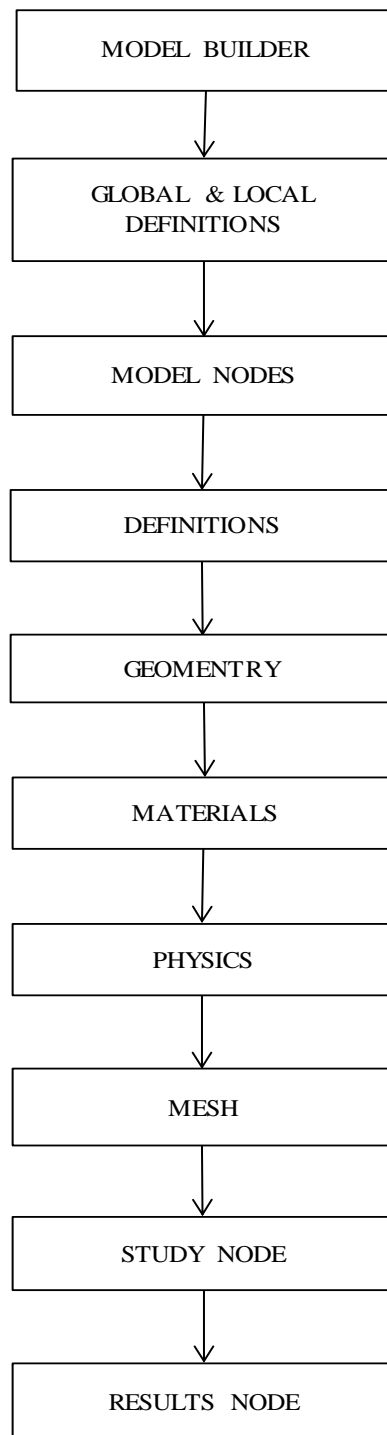 MODEL BUILDER
GLOBAL & LOCAL
DEFINITIONS
MODEL NODES
DEFINITIONS
GEOMENTRY
MATERIALS
PHYSICS
MESH
STUDY NODE
RESULTS NODE